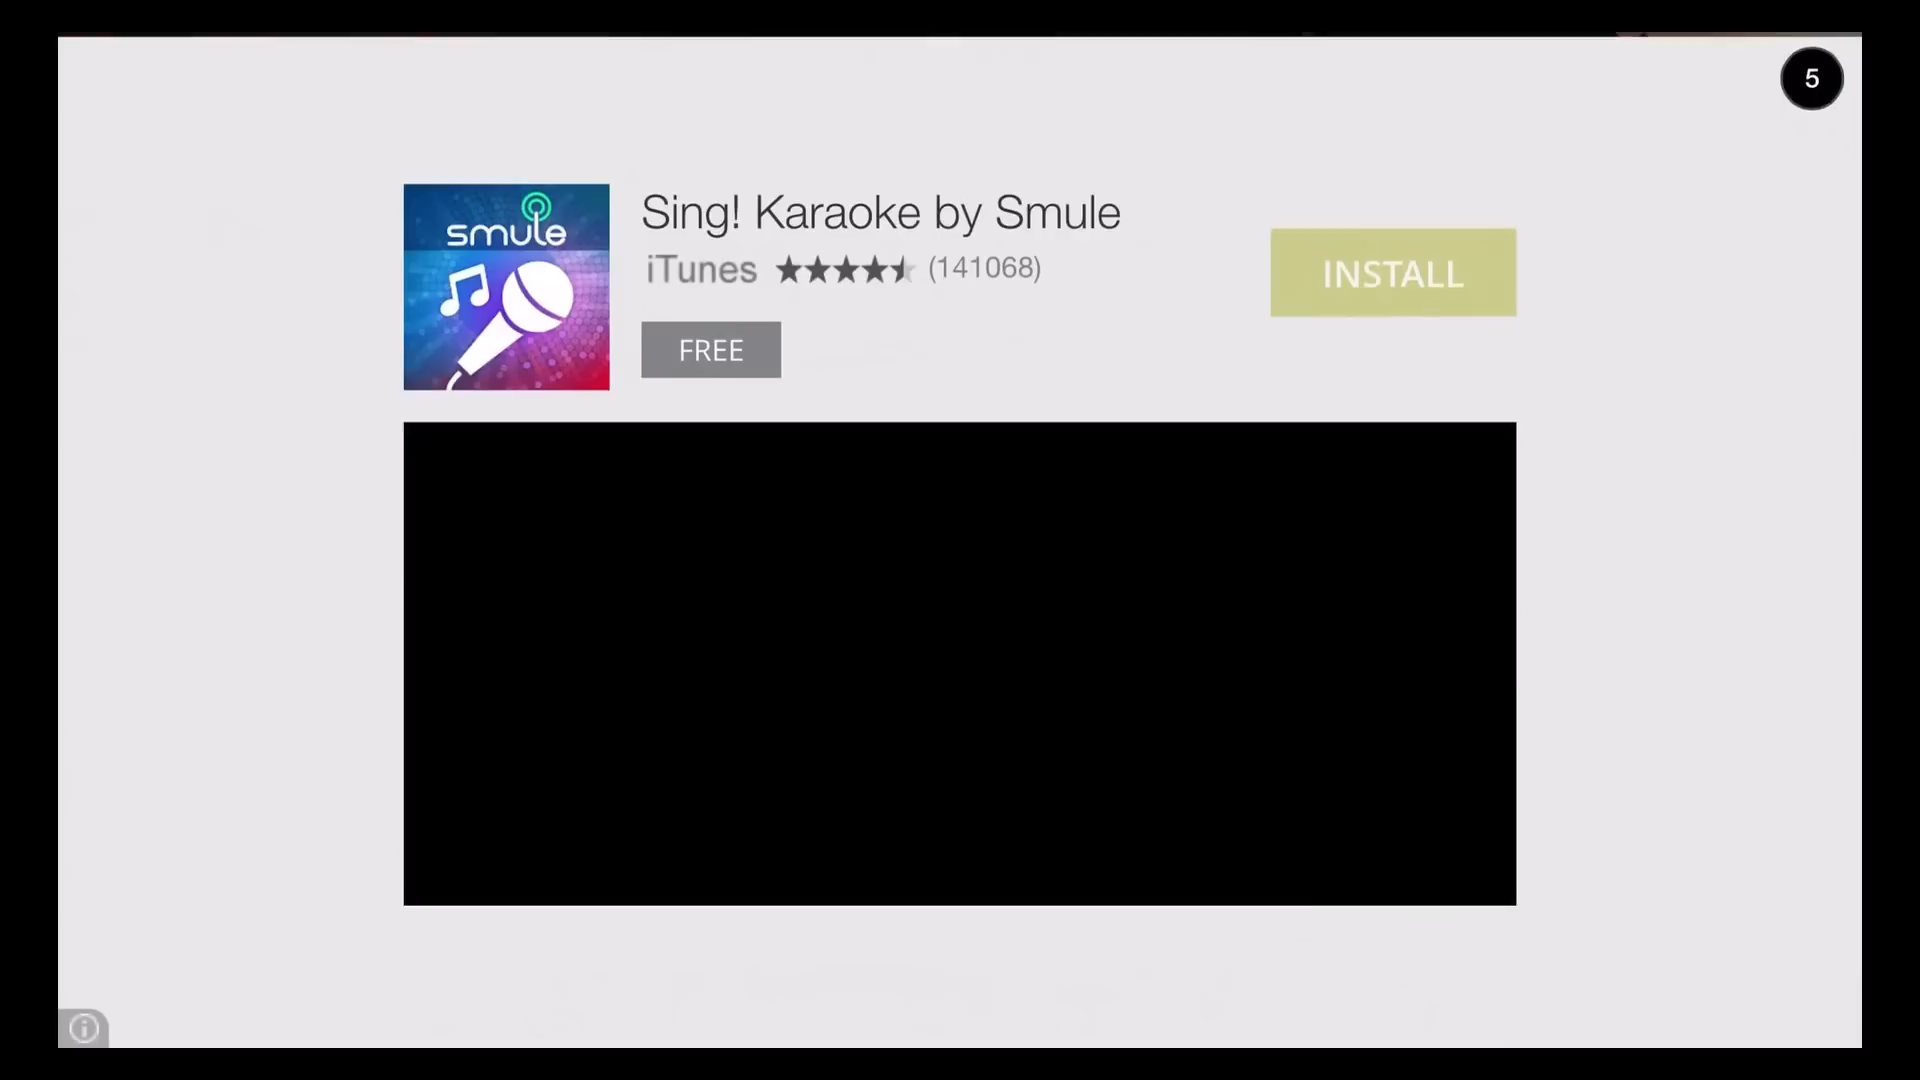 5
smule
Sing! Karaoke by Smule
iTunes ★★★★⯨ (141068)
INSTALL
FREE